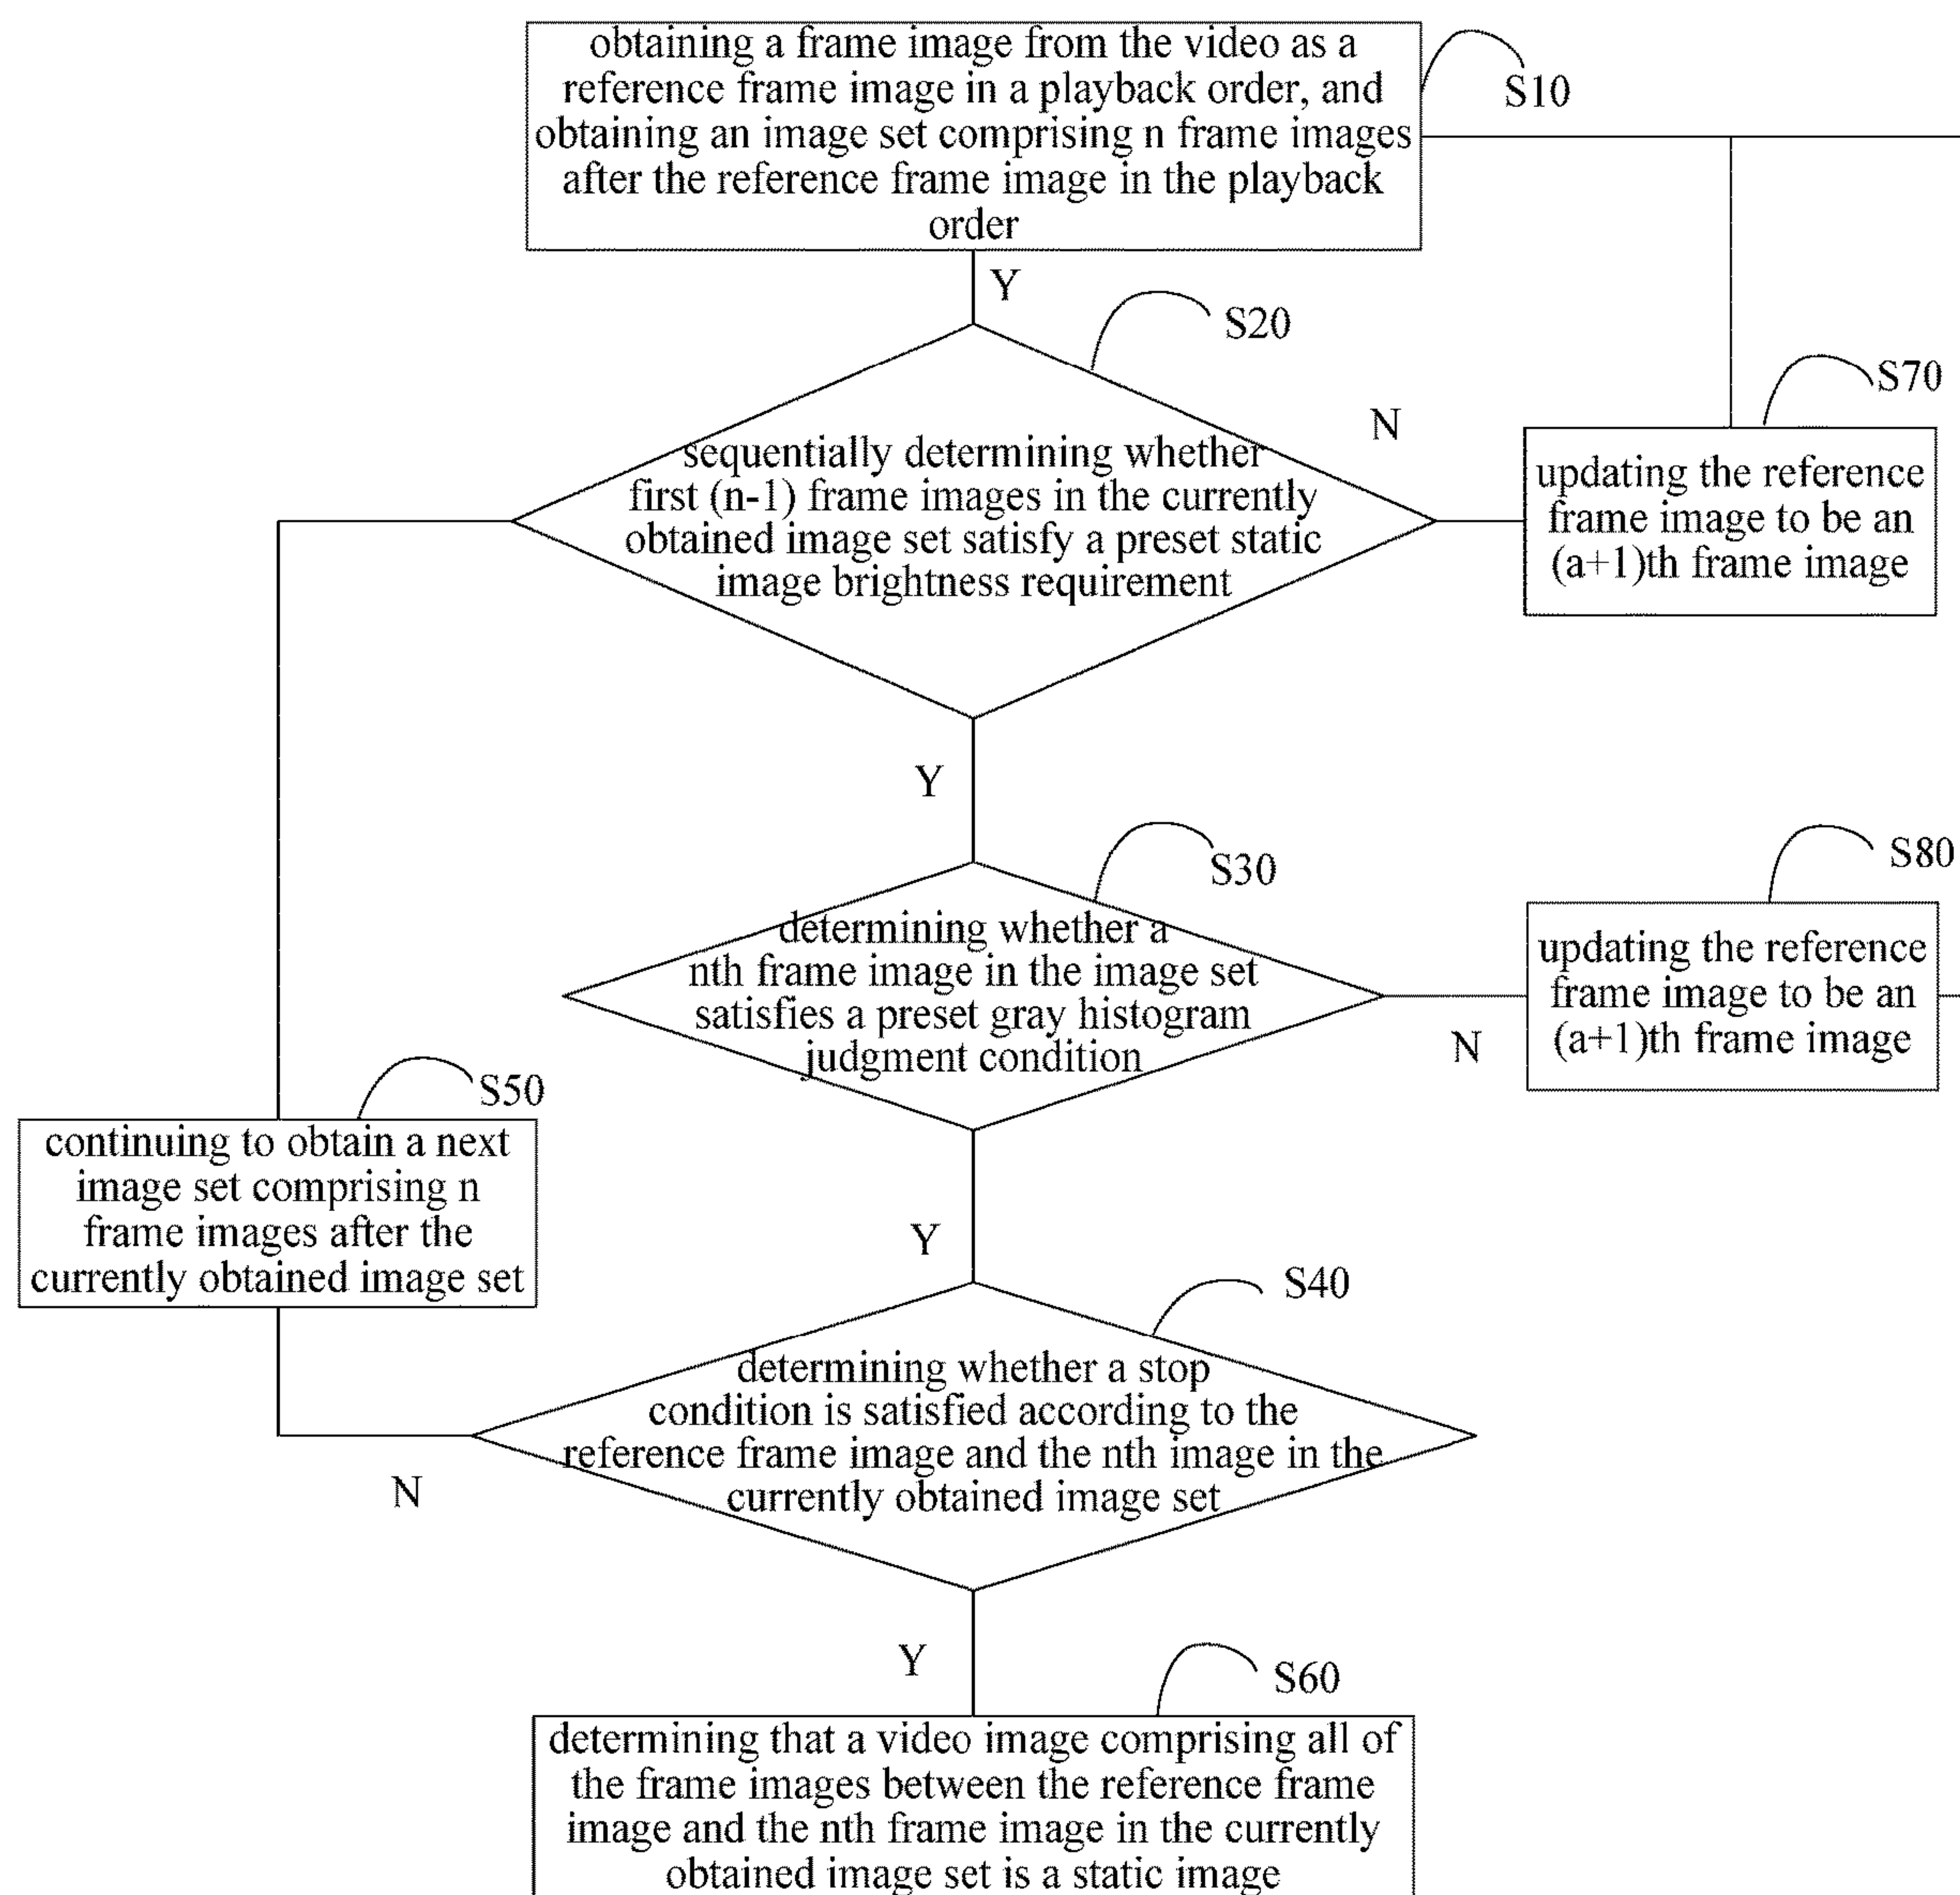 obtaining a frame image from the video as a
reference frame image in a playback order, and
obtaining an image set comprising n frame images
after the reference frame image in the playback
order
S10
Y
S20
sequentially determining whether
first (n-1) frame images in the currently
obtained image set satisfy a preset static
image brightness requirement
N
S70
updating the reference
frame image to be an
(a+1)th frame image
Y
S30
determining whether a
nth frame image in the image set
satisfies a preset gray histogram
judgment condition
N
S80
updating the reference
frame image to be an
(a+1)th frame image
S50
continuing to obtain a next
image set comprising n
frame images after the
currently obtained image set
Y
S40
determining whether a stop
condition is satisfied according to the
reference frame image and the nth image in the
currently obtained image set
N
Y
S60
determining that a video image comprising all of
the frame images between the reference frame
image and the nth frame image in the currently
obtained image set is a static image